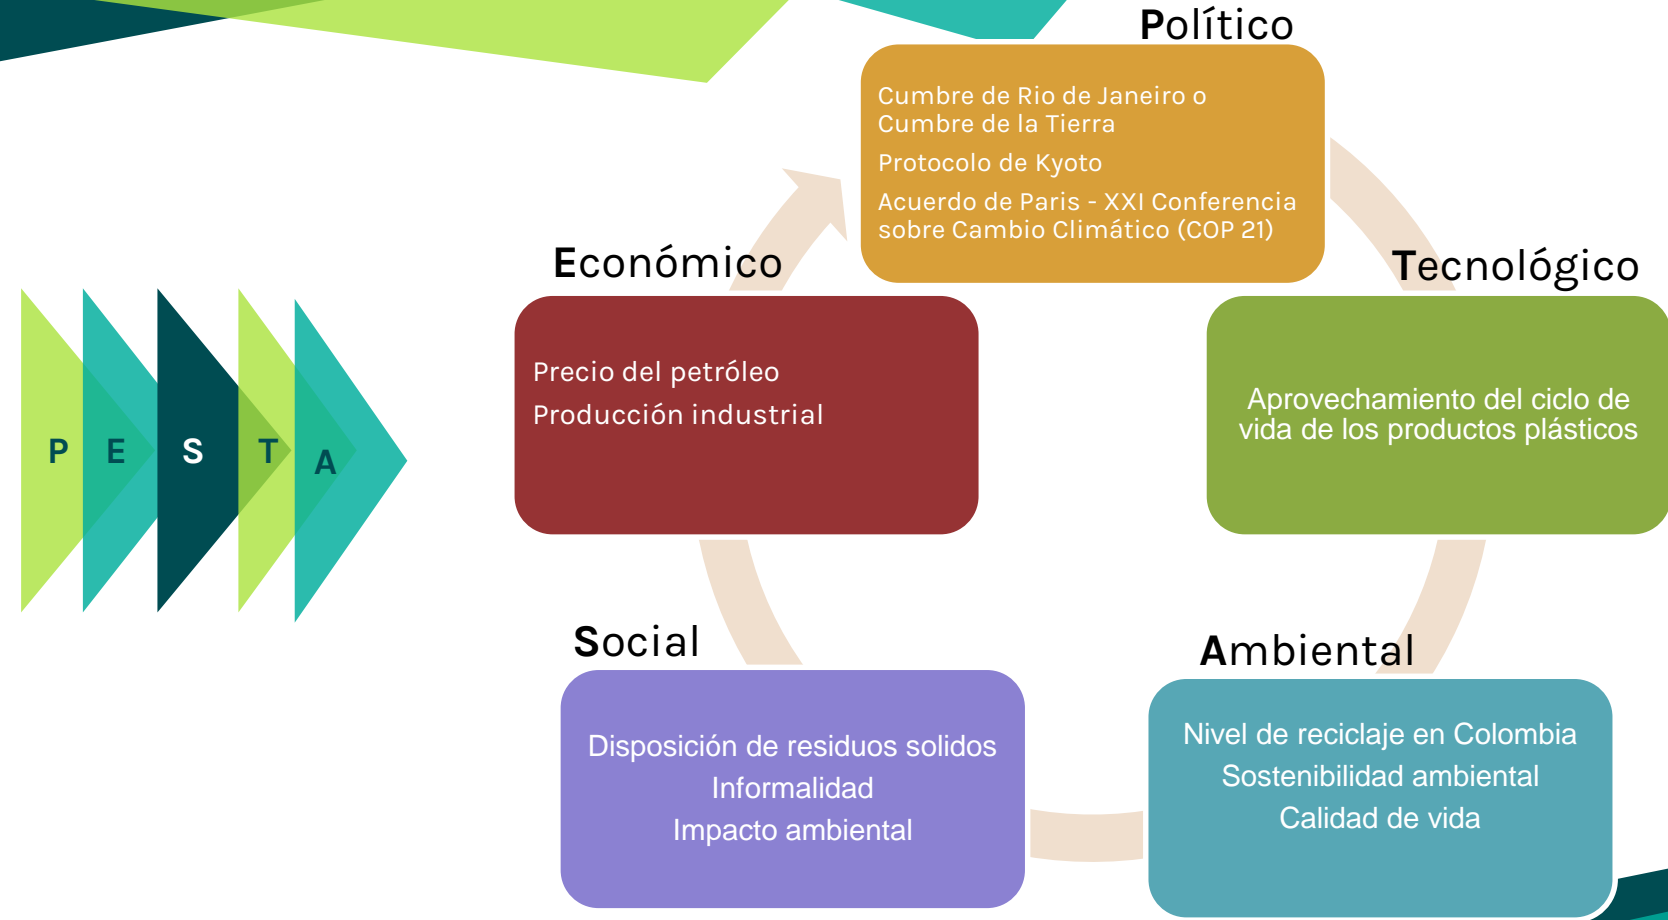 Político
Cumbre de Rio de Janeiro o
Cumbre de la Tierra
Protocolo de Kyoto
Acuerdo de Paris - XXI Conferencia
sobre Cambio Climático (COP 21)
Económico
Precio del petróleo
Producción industrial
Tecnológico
Aprovechamiento del ciclo de
vida de los productos plásticos
P E S T A
Social
Disposición de residuos solidos
Informalidad
Impacto ambiental
Ambiental
Nivel de reciclaje en Colombia
Sostenibilidad ambiental
Calidad de vida